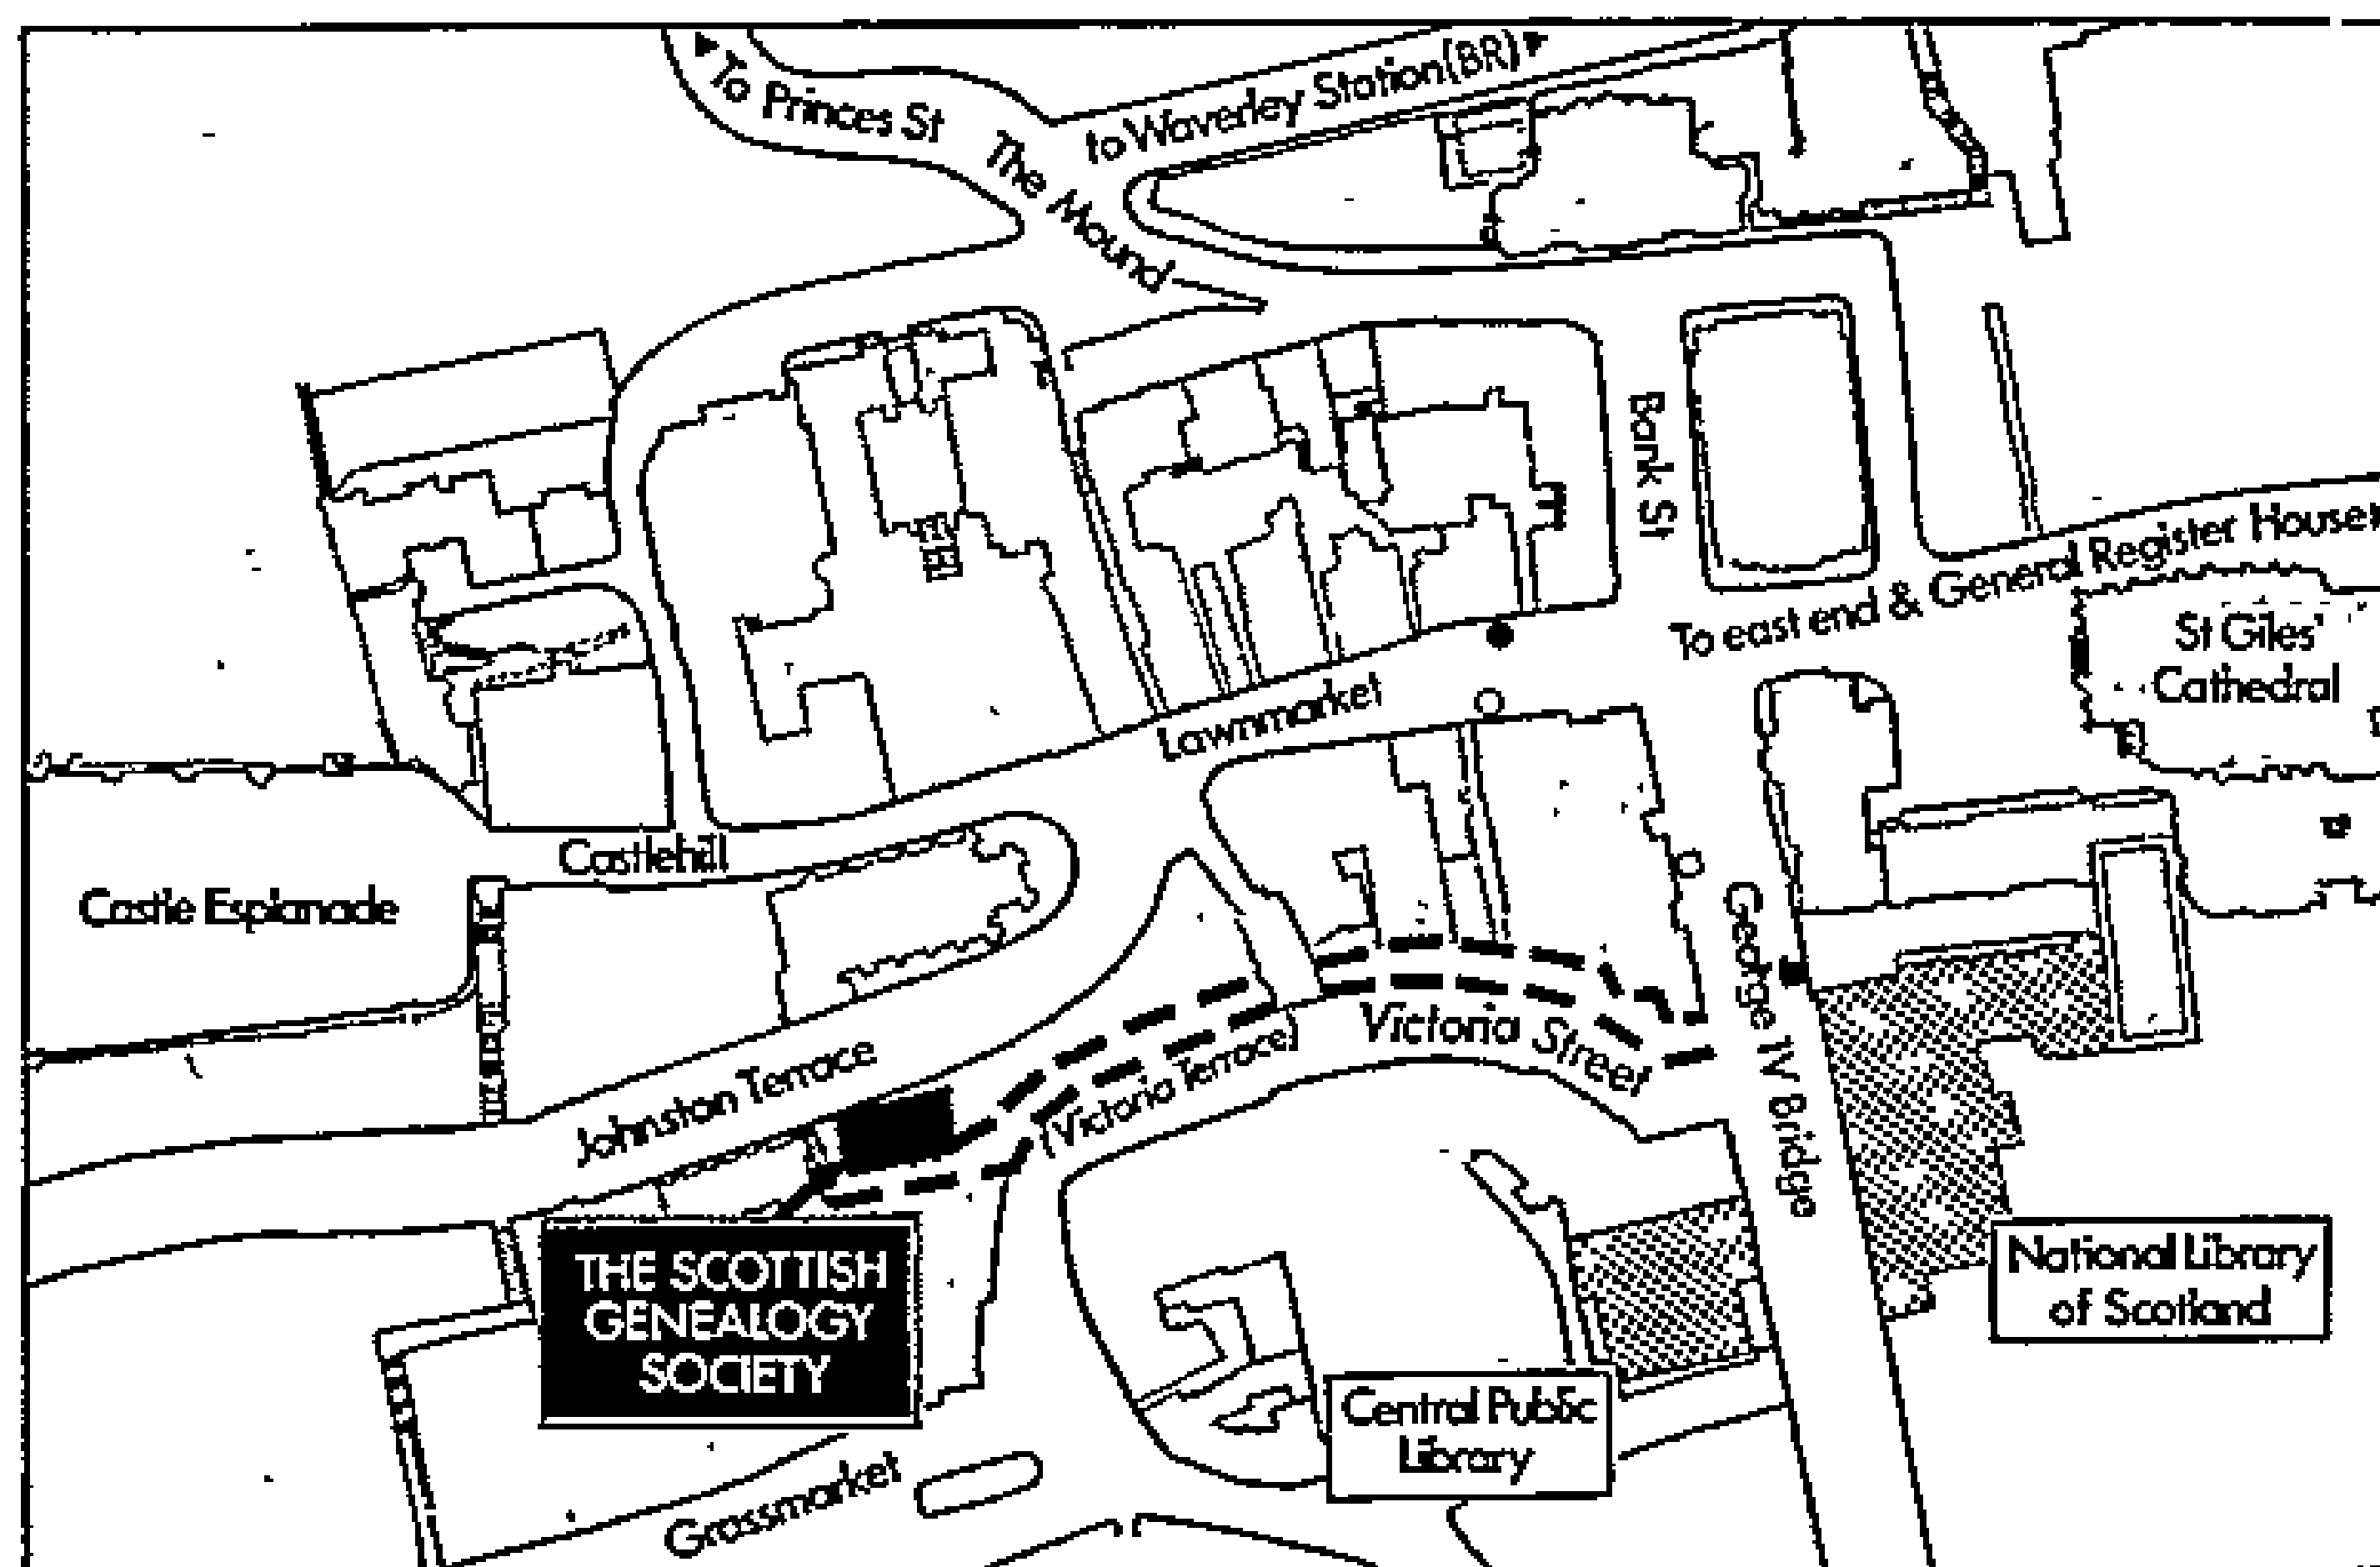 To Princes St
to Waverley Station(BR)
The Mound
Bank St
To east end & General Register House
St Giles'
Cathedral
Lawnmarket
Castlehill
Castle Esplanade
George IV Bridge
Victoria Street
(Victoria Terrace)
Johnston Terrace
THE SCOTTISH
GENEALOGY
SOCIETY
National Library
of Scotland
Central Public
Library
Grassmarket